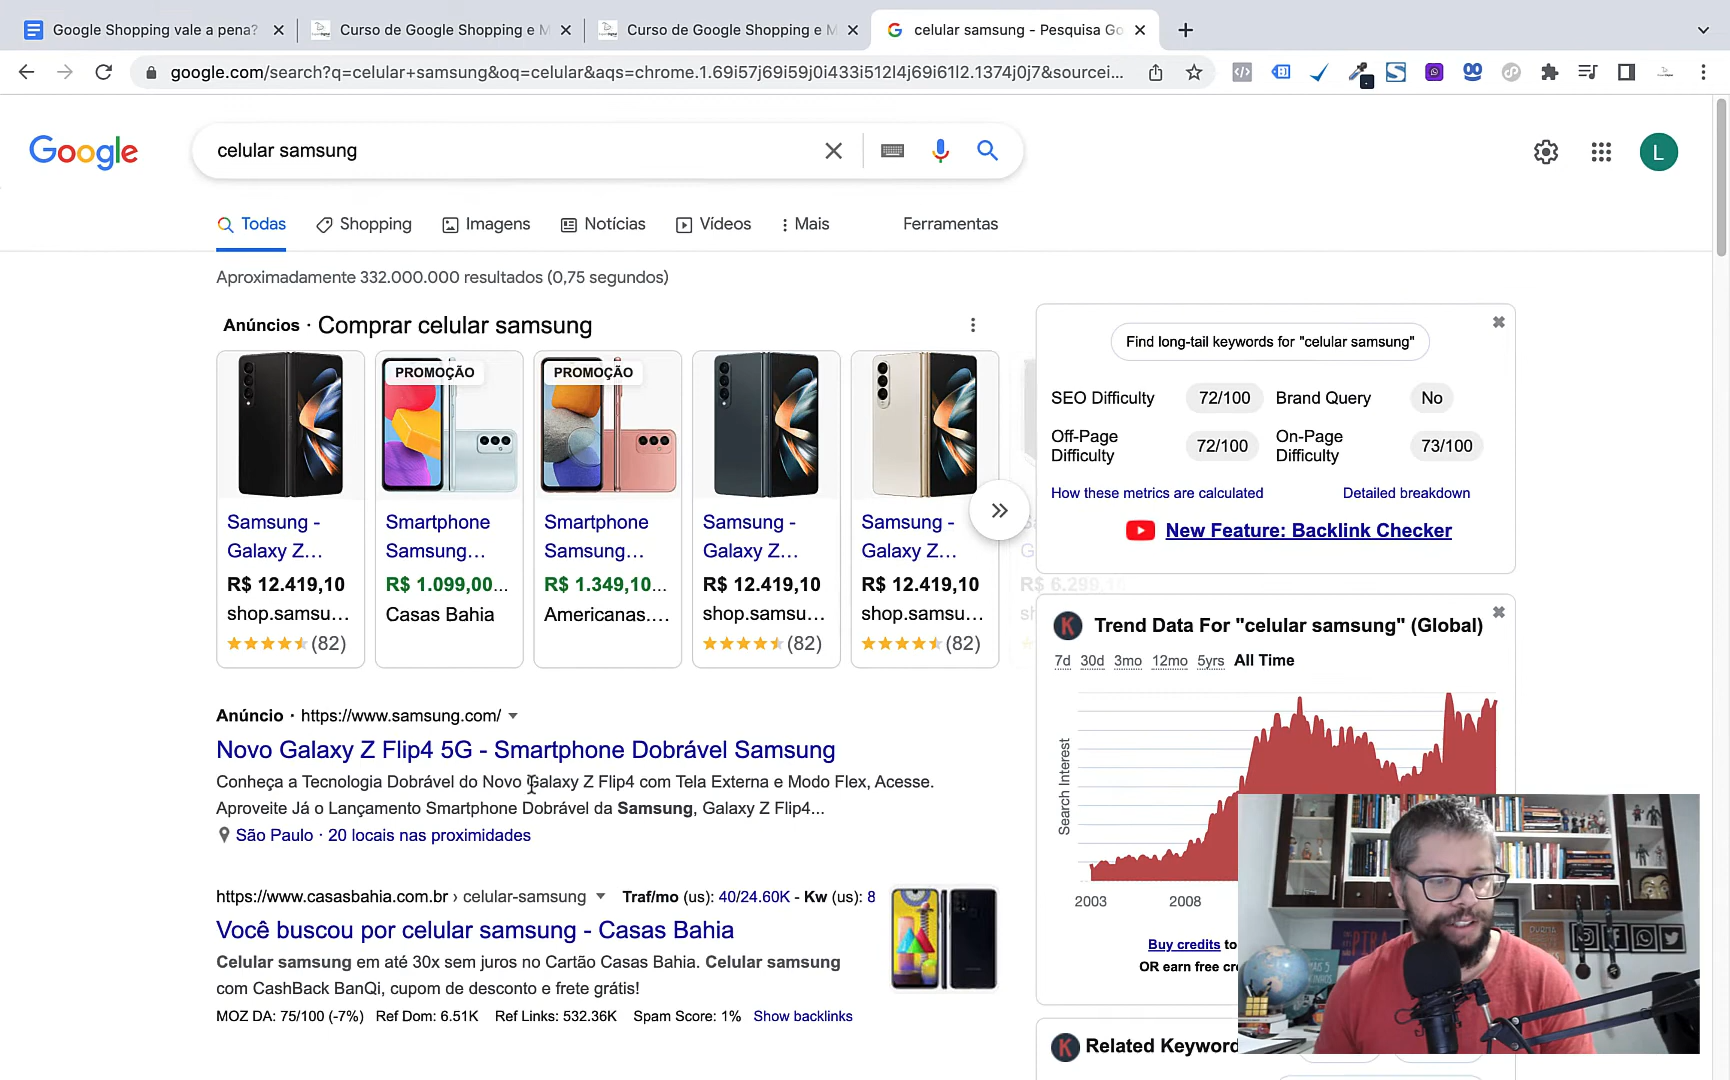 Google Shopping vale a pena?
Curso de Google Shopping e M
Curso de Google Shopping e M
celular samsung - Pesquisa Go
google.com/search?q=celular+samsung&oq=celular&aqs=chrome.1.69i57j69i59j0i433i512l4j69i61l2.1374j0j7&sourcei...
Google
celular samsung
L
Todas
Shopping
Imagens
Notícias
Vídeos
Mais
Ferramentas
Aproximadamente 332.000.000 resultados (0,75 segundos)
Anúncios · Comprar celular samsung
PROMOÇÃO
PROMOÇÃO
Samsung - Galaxy Z...
R$ 12.419,10
shop.samsu...
(82)
Smartphone Samsung...
R$ 1.099,00...
Casas Bahia
Smartphone Samsung...
R$ 1.349,10...
Americanas....
Samsung - Galaxy Z...
R$ 12.419,10
shop.samsu...
(82)
Samsung - Galaxy Z...
R$ 12.419,10
shop.samsu...
(82)
Anúncio · https://www.samsung.com/
Novo Galaxy Z Flip4 5G - Smartphone Dobrável Samsung
Conheça a Tecnologia Dobrável do Novo Galaxy Z Flip4 com Tela Externa e Modo Flex, Acesse.
Aproveite Já o Lançamento Smartphone Dobrável da Samsung, Galaxy Z Flip4...
São Paulo · 20 locais nas proximidades
https://www.casasbahia.com.br › celular-samsung Traf/mo (us): 40/24.60K - Kw (us): 8
Você buscou por celular samsung - Casas Bahia
Celular samsung em até 30x sem juros no Cartão Casas Bahia. Celular samsung
com CashBack BanQi, cupom de desconto e frete grátis!
MOZ DA: 75/100 (-7%) Ref Dom: 6.51K Ref Links: 532.36K Spam Score: 1% Show backlinks
Find long-tail keywords for "celular samsung"
SEO Difficulty 72/100 Brand Query No
Off-Page Difficulty 72/100 On-Page Difficulty 73/100
How these metrics are calculated Detailed breakdown
New Feature: Backlink Checker
K
Trend Data For "celular samsung" (Global)
7d 30d 3mo 12mo 5yrs All Time
Search Interest
2003 2008
Buy credits to
OR earn free cre
K
Related Keyword